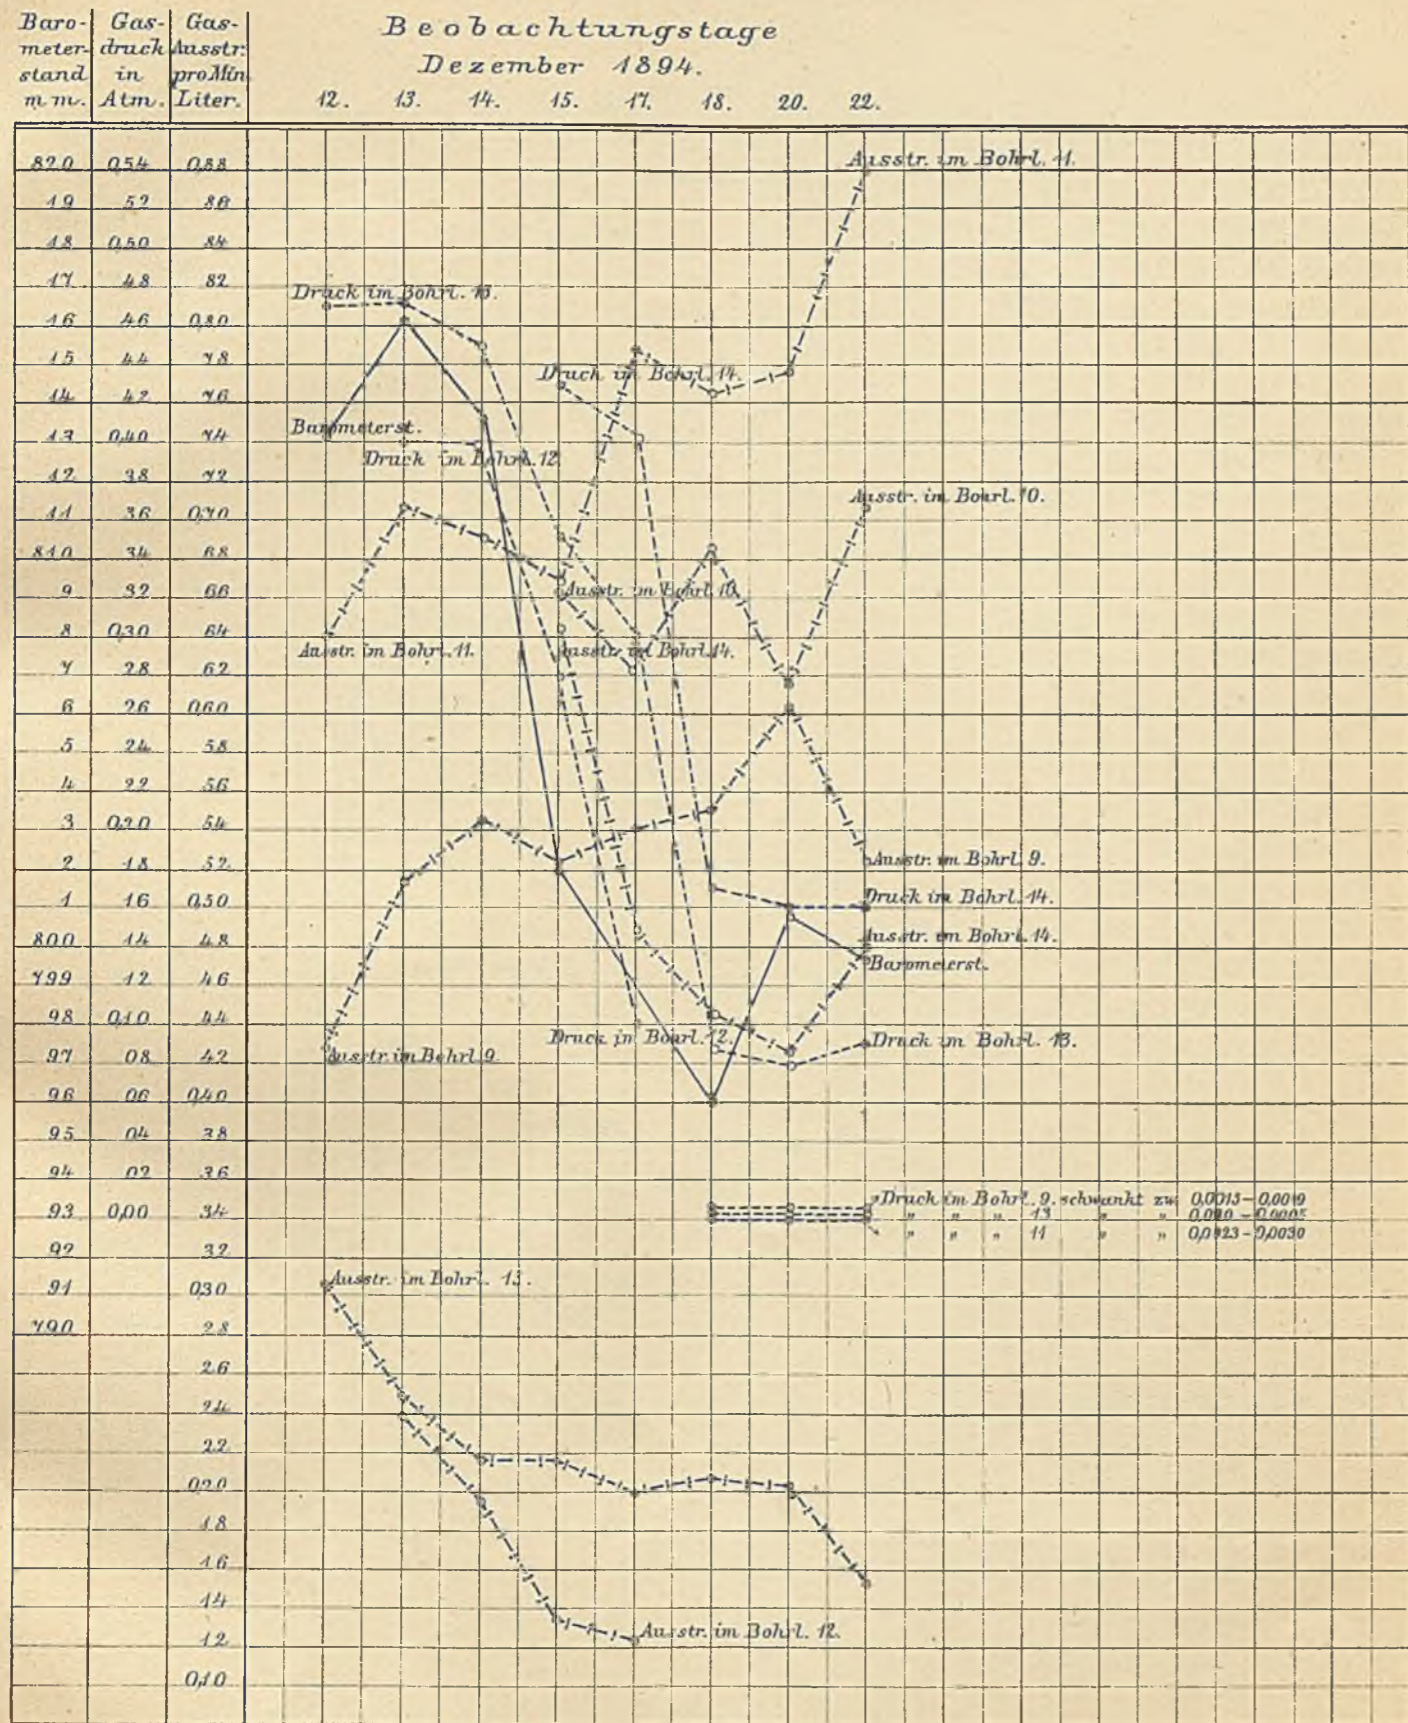 Baro- Gas- Gas- Beobachtungstage
meter- druck Ausstr. Dezember 1894.
stand in pro Min
m m. Atm. Liter. 12. 13. 14. 15. 17. 18. 20. 22.
820 0,54 0,88 Ausstr. im Bohrl. 11.
19 52 86
18 0,50 84
17 48 82
Druck im Bohrl. 13.
16 46 0,80
15 44 78
Druck im Bohrl. 14.
14 42 76
Barometerst.
13 0,40 74
Druck im Bohrl. 12.
12 38 72
Ausstr. im Bohrl. 10.
11 36 0,70
810 34 68
9 32 66 Ausstr. im Bohrl. 10.
8 0,30 64
Ausstr. im Bohrl. 11. Ausstr. im Bohrl. 14.
7 28 62
6 26 0,60
5 24 58
4 22 56
3 0,20 54
2 18 52 Ausstr. im Bohrl. 9.
1 16 0,50 Druck im Bohrl. 14.
800 14 48 Ausstr. im Bohrl. 14.
Barometerst.
799 12 46
98 0,10 44
Druck im Bohrl. 12. Druck im Bohrl. 13.
97 08 42 Ausstr. im Bohrl. 9
96 06 0,40
95 04 38
94 02 36
Druck im Bohrl. 9. schwankt zw. 0,0013-0,0019
93 0,00 34 " " " 13 " "
" " " 11 " " 0,0023-0,0030
92 32
Ausstr. im Bohrl. 13.
91 0,30
790 28
26
24
22
0,20
18
16
14
12 Ausstr. im Bohrl. 12.
0,10